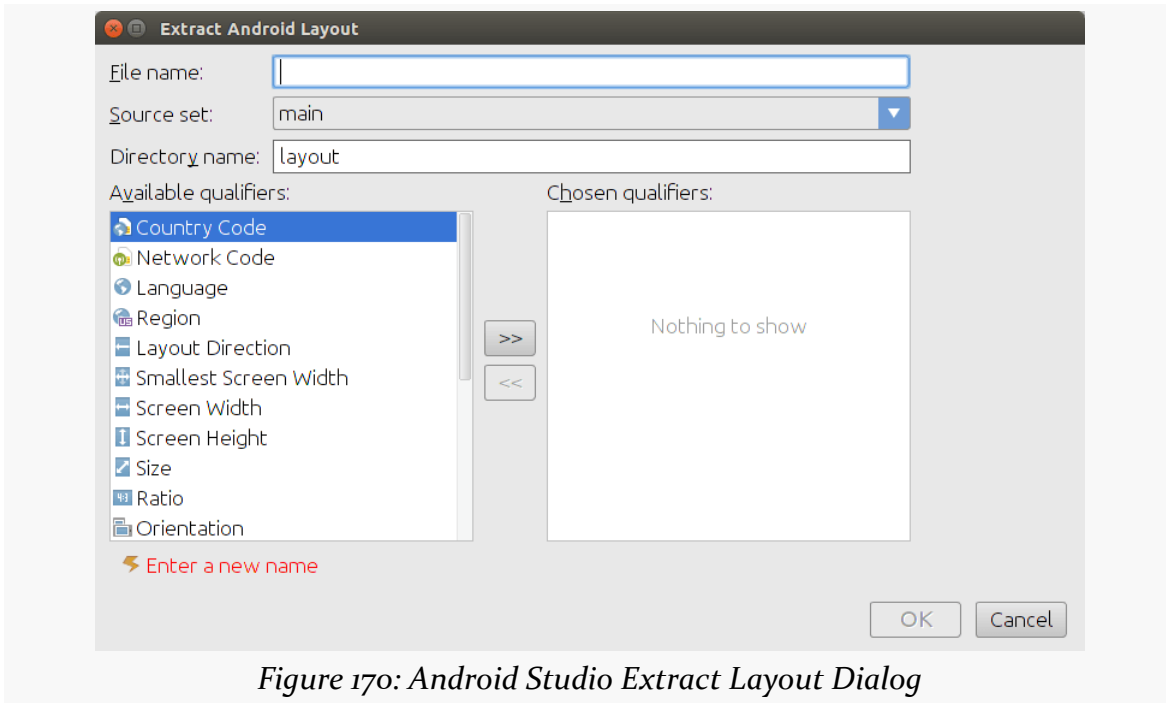 Extract Android Layout
File name:
Source set: main
Directory name: layout
Available qualifiers:
Chosen qualifiers:
Country Code
Network Code
Language
Region
Layout Direction
Smallest Screen Width
Screen Width
Screen Height
Size
Ratio
Orientation
>>
<<
Nothing to show
Enter a new name
OK Cancel
Figure 170: Android Studio Extract Layout Dialog